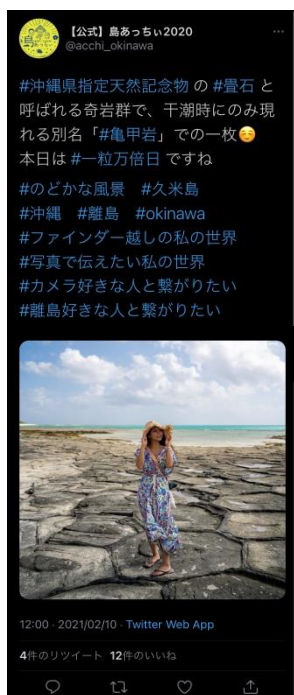 【公式】島あっちぃ2020
@acchi_okinawa
#沖縄県指定天然記念物 の #畳石 と
呼ばれる奇岩群で、干潮時にのみ現
れる別名「#亀甲岩」での一枚☺️
本日は #一粒万倍日 ですね
#のどかな風景 #久米島
#沖縄 #離島 #okinawa
#ファインダー越しの私の世界
#写真で伝えたい私の世界
#カメラ好きな人と繋がりたい
#離島好きな人と繋がりたい
12:00 · 2021/02/10 · Twitter Web App
4件のリツイート 12件のいいね